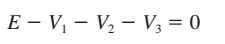 E − V₁ − V₂ − V₃ = 0